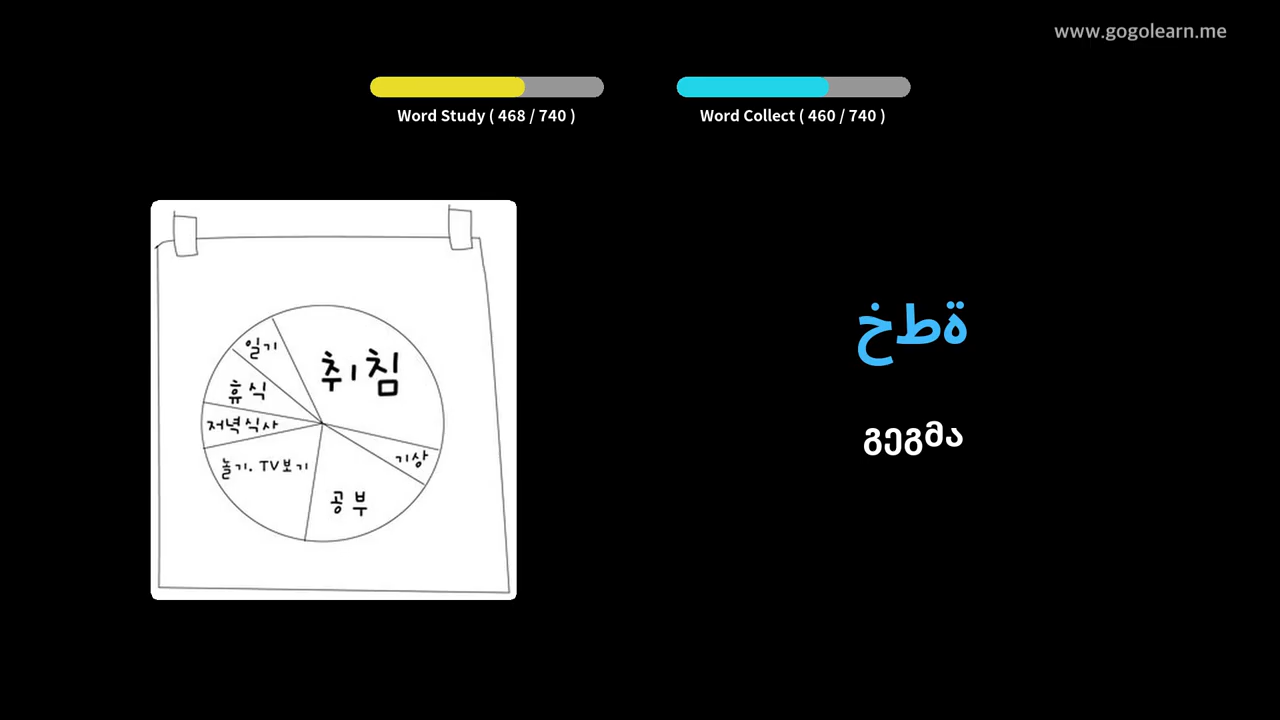 www.gogolearn.me
Word Study ( 468 / 740 )
Word Collect ( 460 / 740 )
일기
취침
휴식
저녁식사
놀기. TV보기
기상
공부
خطة
გეგმა